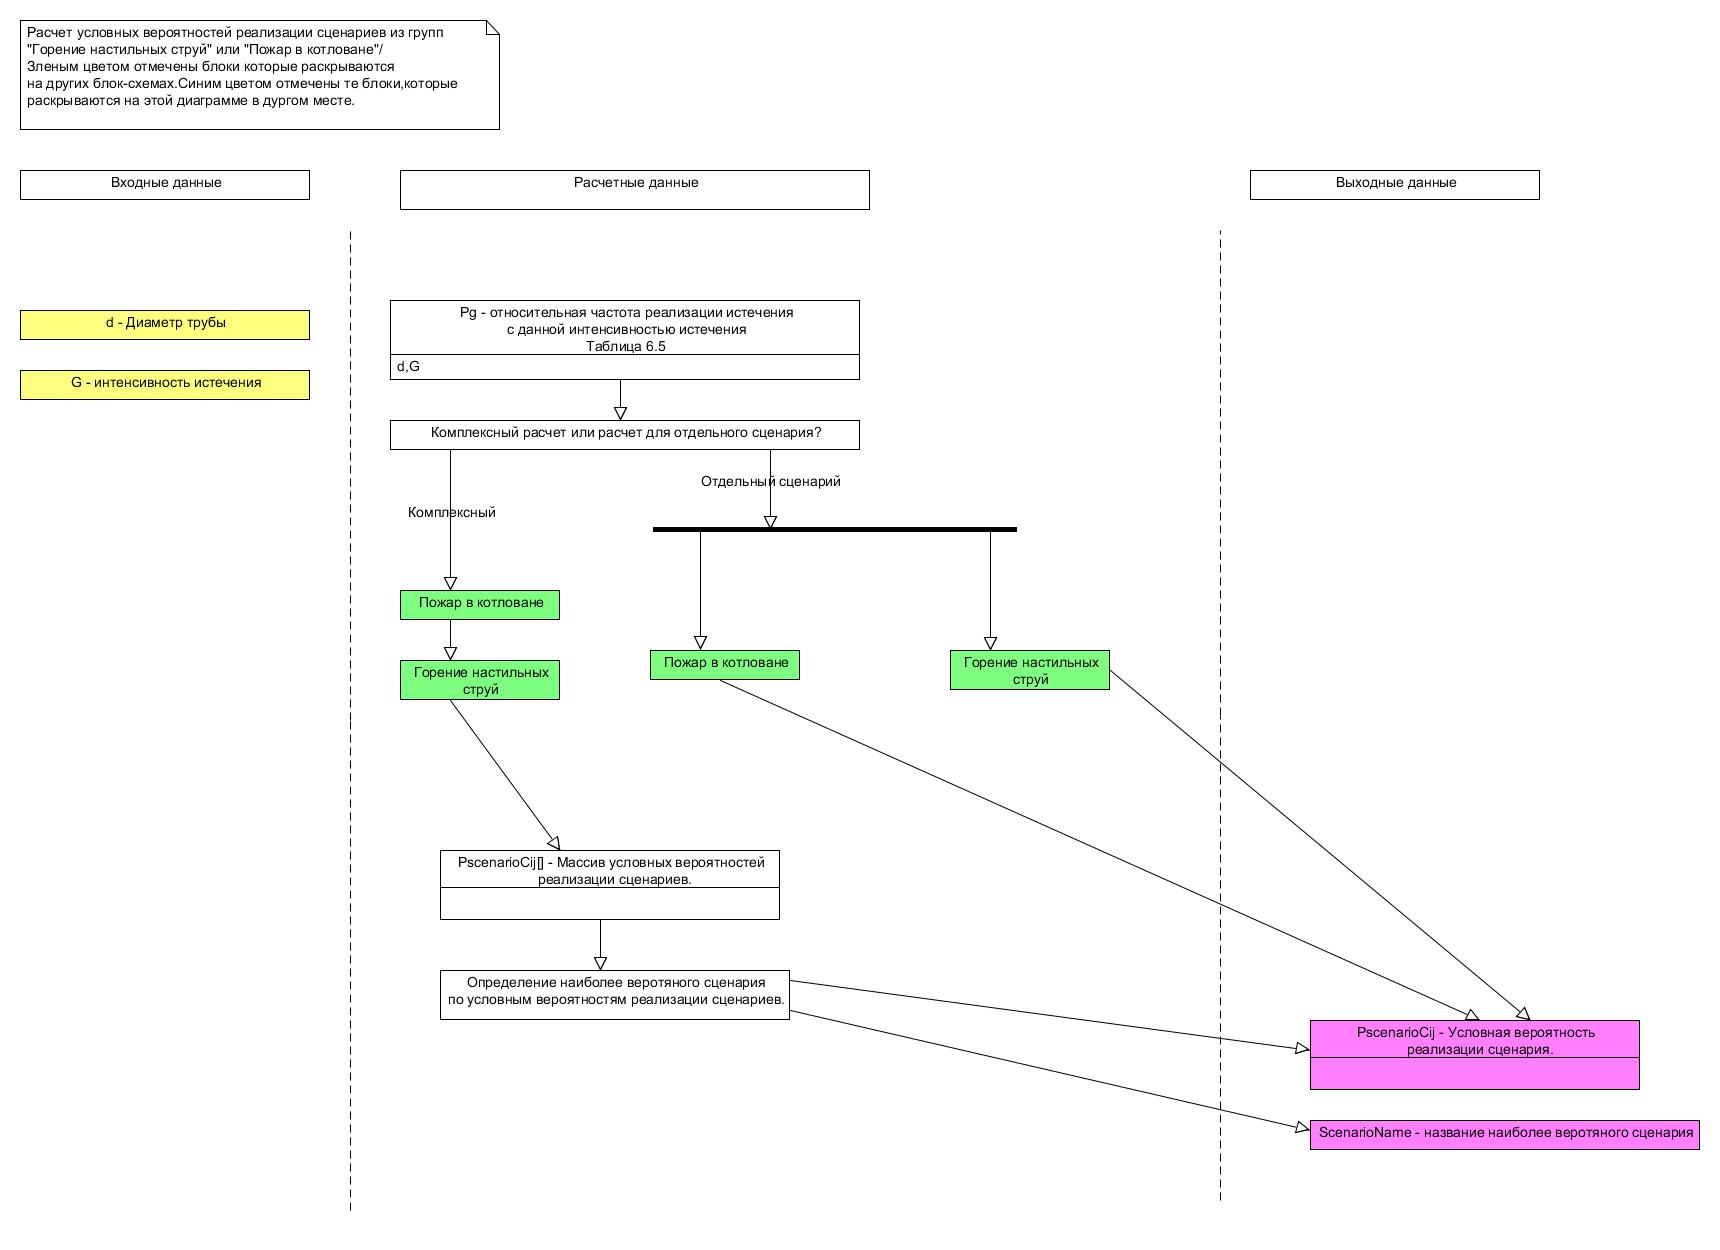 Расчет условных вероятностей реализации сценариев из групп
"Горение настильных струй" или "Пожар в котловане"/
Зленым цветом отмечены блоки которые раскрываются
на других блок-схемах.Синим цветом отмечены те блоки,которые
раскрываются на этой диаграмме в дургом месте.
Входные данные
Расчетные данные
Выходные данные
d - Диаметр трубы
G - интенсивность истечения
Pg - относительная частота реализации истечения
с данной интенсивностью истечения
Таблица 6.5
d,G
Комплексный расчет или расчет для отдельного сценария?
Отдельный сценарий
Комплексный
Пожар в котловане
Горение настильных
струй
Пожар в котловане
Горение настильных
струй
PscenarioCij[] - Массив условных вероятностей
реализации сценариев.
Определение наиболее веротяного сценария
по условным вероятностям реализации сценариев.
PscenarioCij - Условная вероятность
реализации сценария.
ScenarioName - название наиболее веротяного сценария